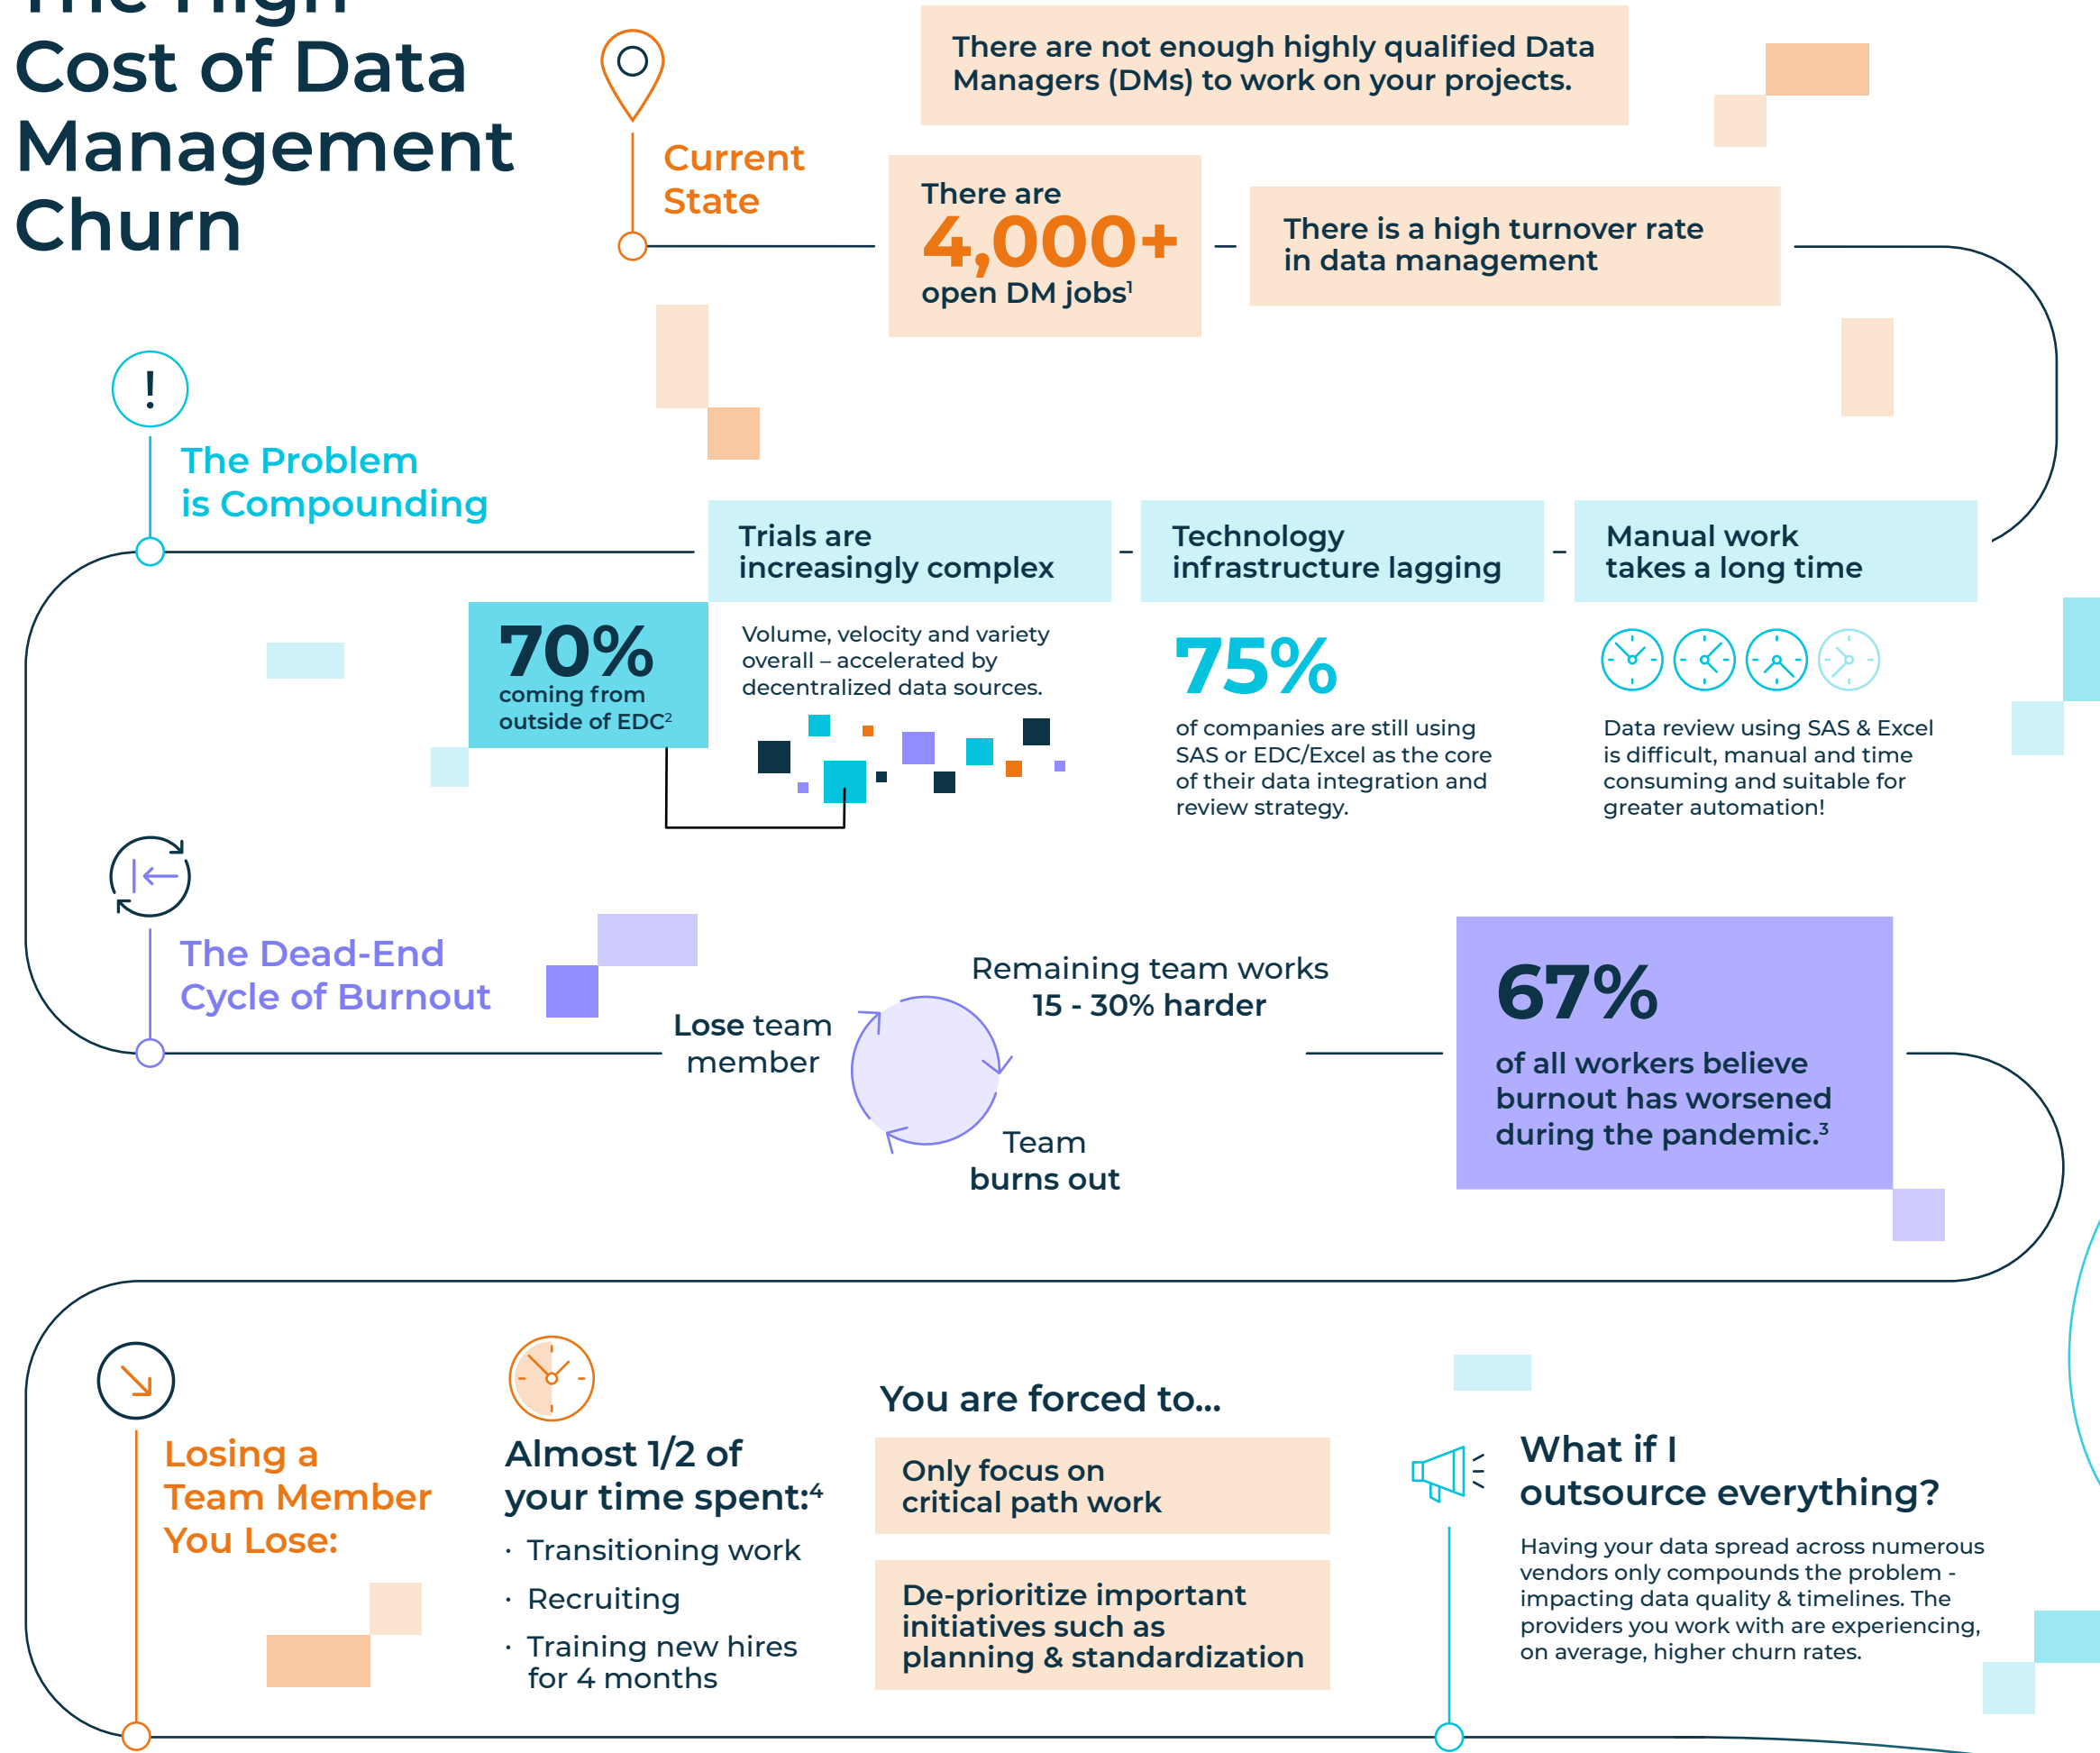 The High
Cost of Data
Management
Churn
Current
State
There are not enough highly qualified Data
Managers (DMs) to work on your projects.
There are
4,000+
open DM jobs¹
There is a high turnover rate
in data management
!
The Problem
is Compounding
Trials are
increasingly complex
70%
coming from
outside of EDC²
Volume, velocity and variety
overall – accelerated by
decentralized data sources.
Technology
infrastructure lagging
75%
of companies are still using
SAS or EDC/Excel as the core
of their data integration and
review strategy.
Manual work
takes a long time
Data review using SAS & Excel
is difficult, manual and time
consuming and suitable for
greater automation!
The Dead-End
Cycle of Burnout
Lose team
member
Remaining team works
15 - 30% harder
Team
burns out
67%
of all workers believe
burnout has worsened
during the pandemic.³
Losing a
Team Member
You Lose:
Almost 1/2 of
your time spent:⁴
· Transitioning work
· Recruiting
· Training new hires
for 4 months
You are forced to...
Only focus on
critical path work
De-prioritize important
initiatives such as
planning & standardization
What if I
outsource everything?
Having your data spread across numerous
vendors only compounds the problem -
impacting data quality & timelines. The
providers you work with are experiencing,
on average, higher churn rates.